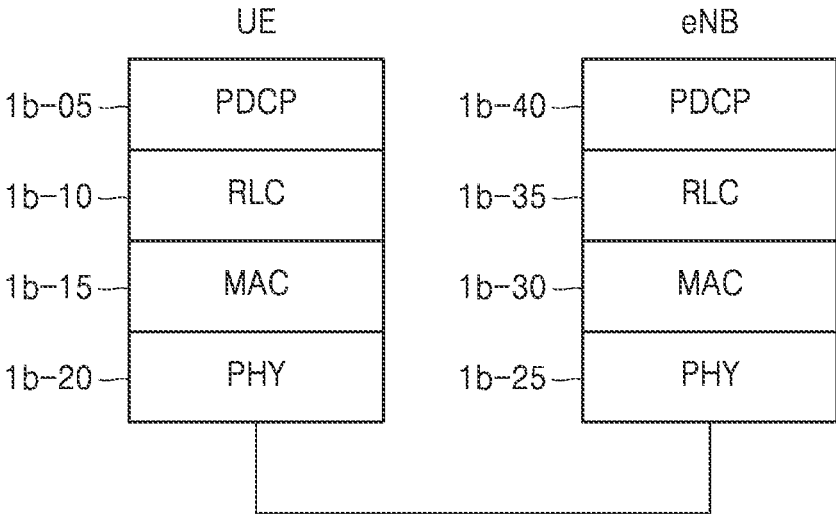 UE eNB
1b-05 PDCP 1b-40 PDCP
1b-10 RLC 1b-35 RLC
1b-15 MAC 1b-30 MAC
1b-20 PHY 1b-25 PHY